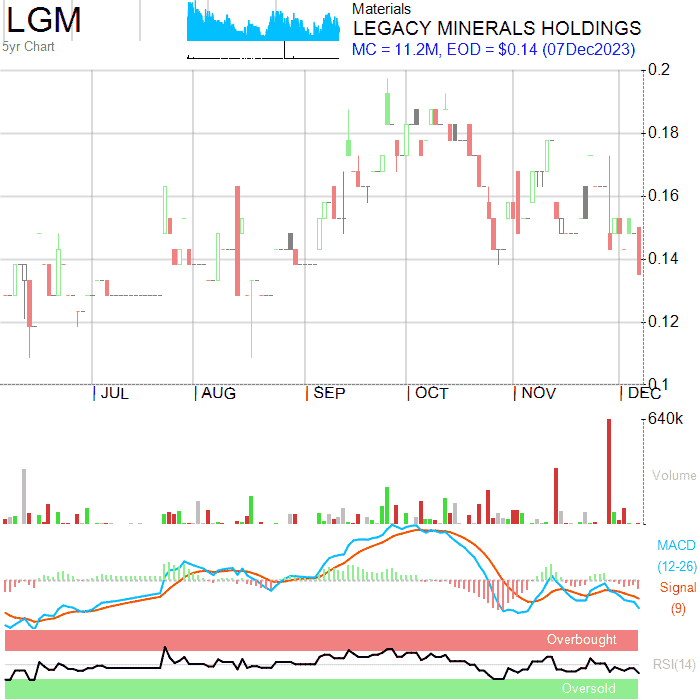 LGM
5yr Chart
Materials
LEGACY MINERALS HOLDINGS
MC = 11.2M, EOD = $0.14 (07Dec2023)
0.2
0.18
0.16
0.14
0.12
0.1
JUL AUG SEP OCT NOV DEC
640k
Volume
MACD
(12-26)
Signal
(9)
Overbought
RSI(14)
Oversold